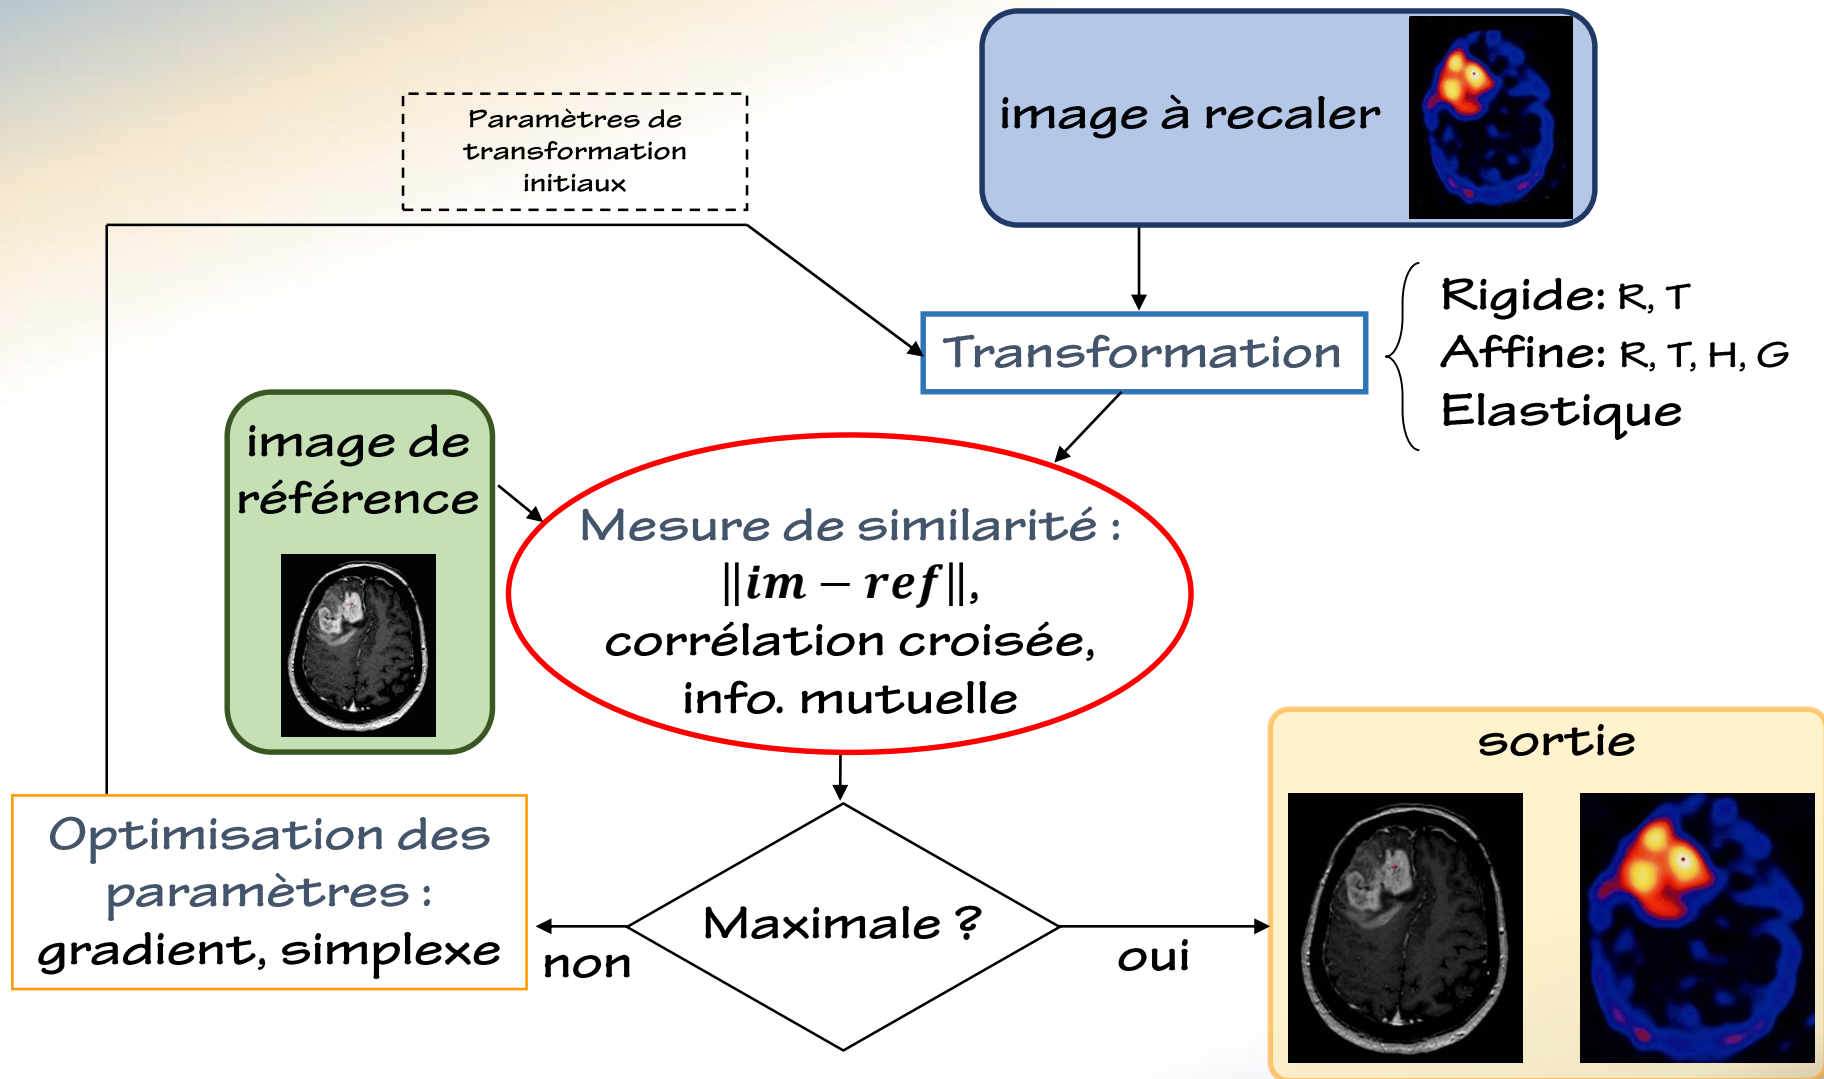 Paramètres de
transformation
initiaux
image à recaler
Transformation
Rigide: R, T
Affine: R, T, H, G
Elastique
image de
référence
Mesure de similarité :
‖im − ref‖,
corrélation croisée,
info. mutuelle
sortie
Optimisation des
paramètres :
gradient, simplexe
non
Maximale ?
oui